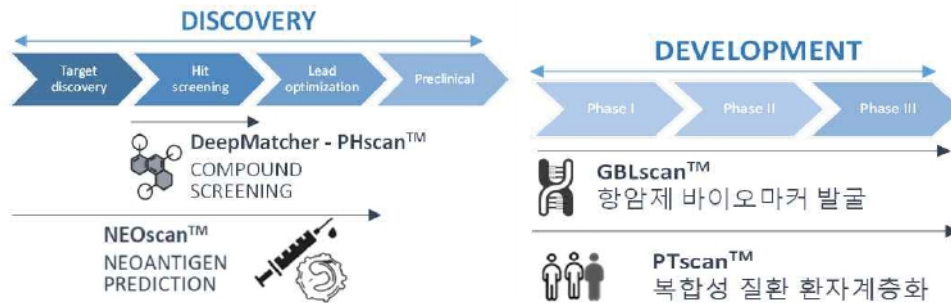 DISCOVERY
Target
discovery
Hit
screening
Lead
optimization
Preclinical
DeepMatcher - PHscan™
COMPOUND
SCREENING
NEOscan™
NEOANTIGEN
PREDICTION
DEVELOPMENT
Phase I
Phase II
Phase III
GBLscan™
항암제 바이오마커 발굴
PTscan™
복합성 질환 환자계층화